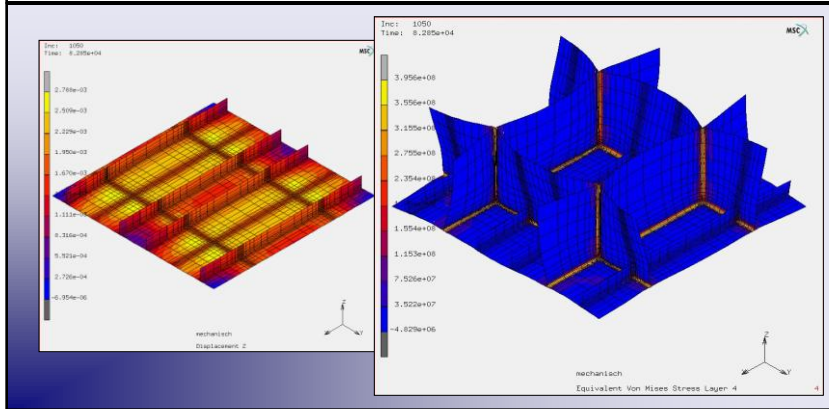 Inc: 1050
Time: 8.285e+04
MSC
2.788e-03
2.509e-03
2.229e-03
1.950e-03
1.670e-03
1.111e-03
8.316e-04
5.521e-04
2.726e-04
-6.954e-06
mechanisch
Displacement Z
Z
X
Y
Inc: 1050
Time: 8.285e+04
MSC
3.956e+08
3.556e+08
3.155e+08
2.755e+08
2.354e+08
1.554e+08
1.153e+08
7.526e+07
3.522e+07
-4.829e+06
mechanisch
Equivalent Von Mises Stress Layer 4
4
Z
X
Y